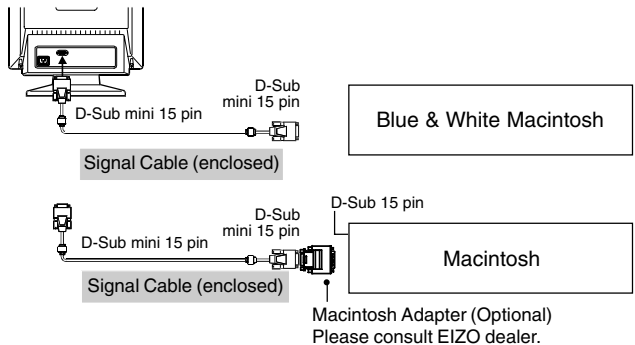 D-Sub
mini 15 pin
D-Sub mini 15 pin
Blue & White Macintosh
Signal Cable (enclosed)
D-Sub 15 pin
D-Sub
mini 15 pin
D-Sub mini 15 pin
Macintosh
Signal Cable (enclosed)
Macintosh Adapter (Optional)
Please consult EIZO dealer.